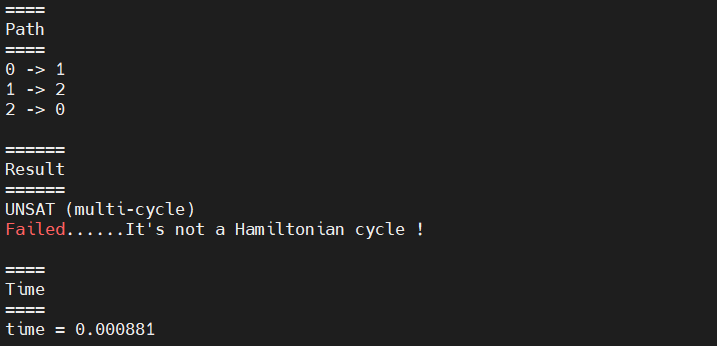 ====
Path
====
0 -> 1
1 -> 2
2 -> 0
======
Result
======
UNSAT (multi-cycle)
Failed......It's not a Hamiltonian cycle !
====
Time
====
time = 0.000881